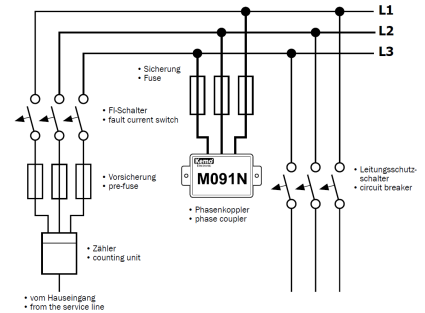 L1
L2
L3
• Sicherung
• Fuse
• FI-Schalter
• fault current switch
Kemo
M091N
• Vorsicherung
• pre-fuse
• Leitungsschutz-
schalter
• circuit breaker
• Phasenkoppler
• phase coupler
• Zähler
• counting unit
• vom Hauseingang
• from the service line